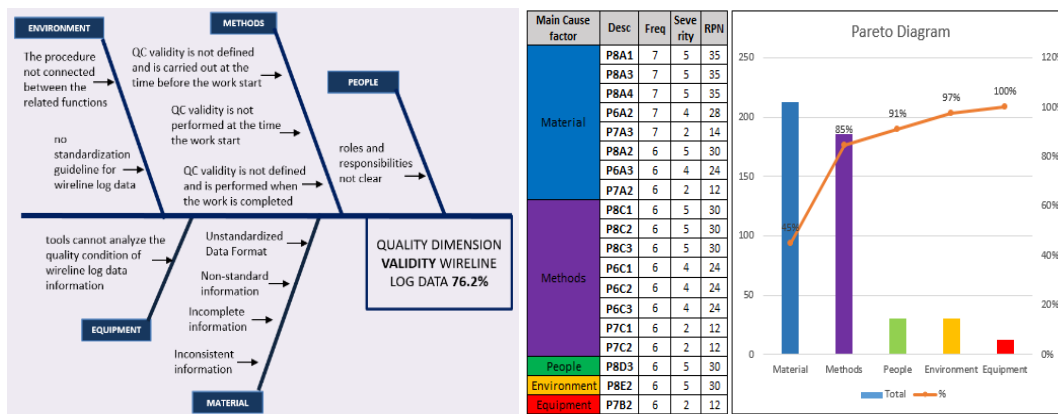 ENVIRONMENT
The procedure
not connected
between the
related functions
no
standardization
guideline for
wireline log data
METHODS
QC validity is not defined
and is carried out at the
time before the work start
QC validity is not
performed at the time
the work start
QC validity is not defined
and is performed when
the work is completed
PEOPLE
roles and
responsibilities
not clear
tools cannot analyze the
quality condition of
wireline log data
information
EQUIPMENT
Unstandardized
Data Format
Non-standard
information
Incomplete
information
Inconsistent
information
MATERIAL
QUALITY DIMENSION
VALIDITY WIRELINE
LOG DATA 76.2%
Main Cause factor Desc Freq Seve rity RPN
Material
P8A1 7 5 35
P8A3 7 5 35
P8A4 7 5 35
P6A2 7 4 28
P7A3 7 2 14
P8A2 6 5 30
P6A3 6 4 24
P7A2 6 2 12
Methods
P8C1 6 5 30
P8C2 6 5 30
P8C3 6 5 30
P6C1 6 4 24
P6C2 6 4 24
P6C3 6 4 24
P7C1 6 2 12
P7C2 6 2 12
People P8D3 6 5 30
Environment P8E2 6 5 30
Equipment P7B2 6 2 12
Pareto Diagram
250
200
150
100
50
0
120%
100%
80%
60%
40%
20%
0%
45%
85%
91%
97%
100%
Material Methods People Environment Equipment
Total %